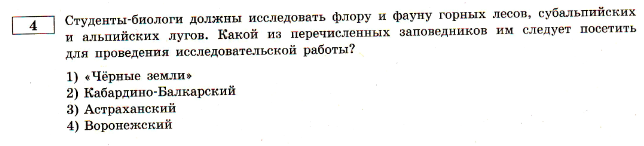 4
Студенты-биологи должны исследовать флору и фауну горных лесов, субальпийских
и альпийских лугов. Какой из перечисленных заповедников им следует посетить
для проведения исследовательской работы?
1) «Чёрные земли»
2) Кабардино-Балкарский
3) Астраханский
4) Воронежский